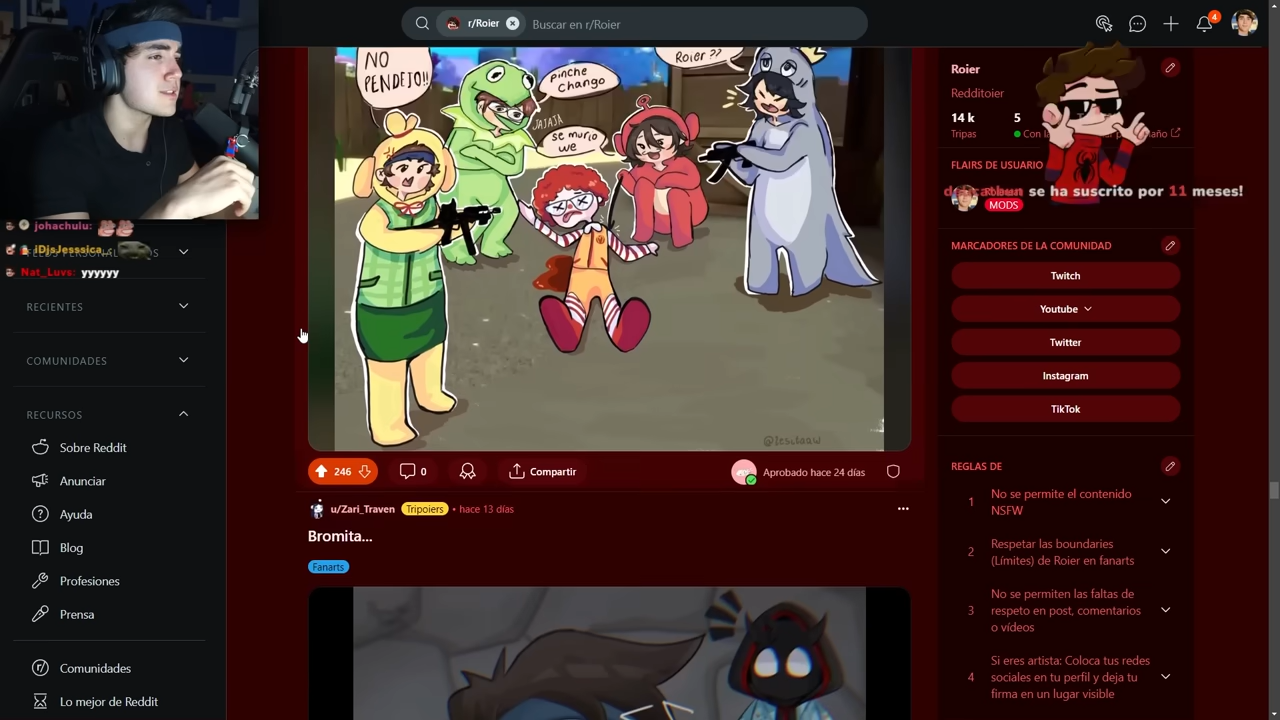 r/Roier
Buscar en r/Roier
4
NO
PENDEJO!!
Pinche
chango
JAJAJA
se murio
we
Roier ??
@lesitaaw
johachulu:
iDjsJesssica
Nat_Luvs: yyyyyy
RECIENTES
COMUNIDADES
RECURSOS
Sobre Reddit
Anunciar
Ayuda
Blog
Profesiones
Prensa
Comunidades
Lo mejor de Reddit
246
0
Compartir
Aprobado hace 24 días
u/Zari_Traven
Tripoiers
• hace 13 días
Bromita...
Fanarts
Roier
Redditoier
14 k
5
Tripas
FLAIRS DE USUARIO
se ha suscrito por 11 meses!
MODS
MARCADORES DE LA COMUNIDAD
Twitch
Youtube
Twitter
Instagram
TikTok
REGLAS DE
1
No se permite el contenido
NSFW
2
Respetar las boundaries
(Límites) de Roier en fanarts
3
No se permiten las faltas de
respeto en post, comentarios
o vídeos
4
Si eres artista: Coloca tus redes
sociales en tu perfil y deja tu
firma en un lugar visible